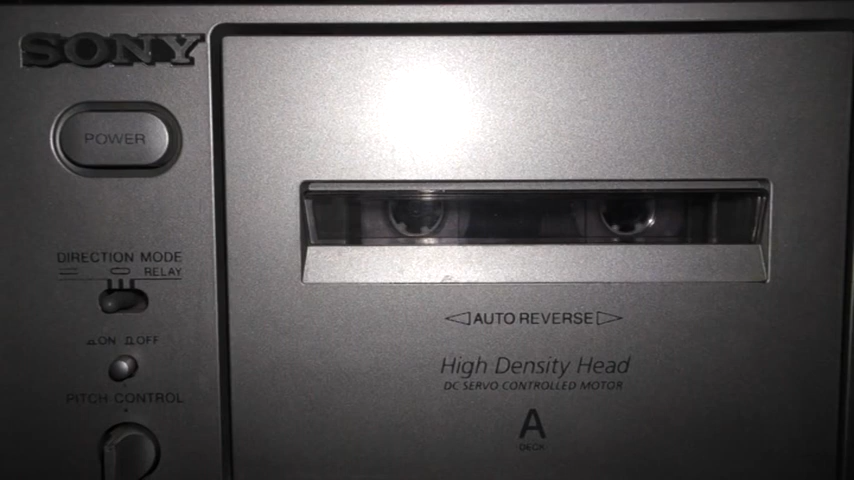 SONY
POWER
DIRECTION MODE
RELAY
ON OFF
PITCH CONTROL
AUTO REVERSE
High Density Head
DC SERVO CONTROLLED MOTOR
A
DECK